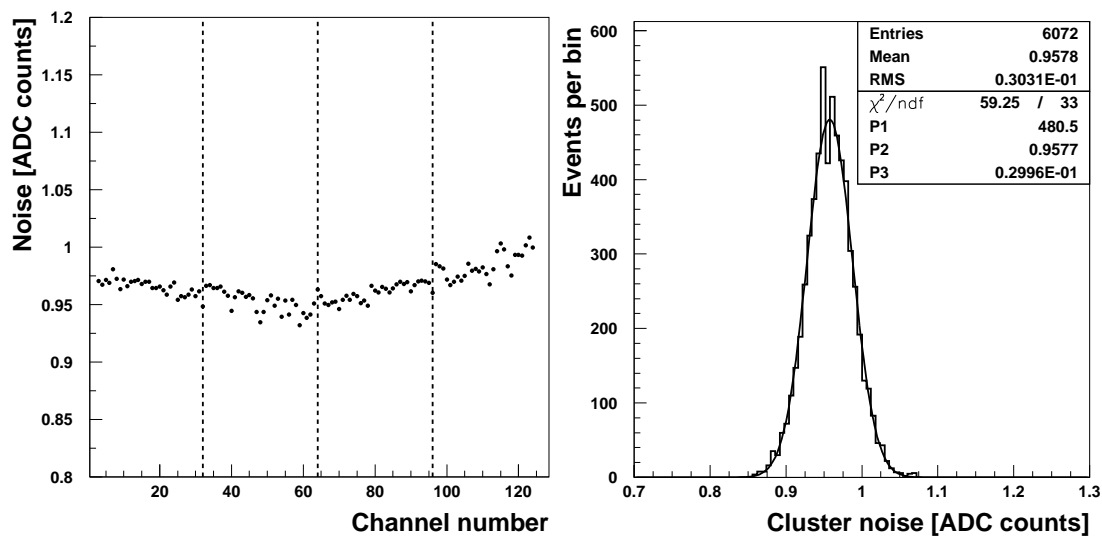 Noise [ADC counts]
1.2
1.15
1.1
1.05
1
0.95
0.9
0.85
0.8
20 40 60 80 100 120
Channel number
Events per bin
600
500
400
300
200
100
0
0.7 0.8 0.9 1 1.1 1.2 1.3
Cluster noise [ADC counts]
Entries 6072
Mean 0.9578
RMS 0.3031E-01
χ²/ndf 59.25 / 33
P1 480.5
P2 0.9577
P3 0.2996E-01